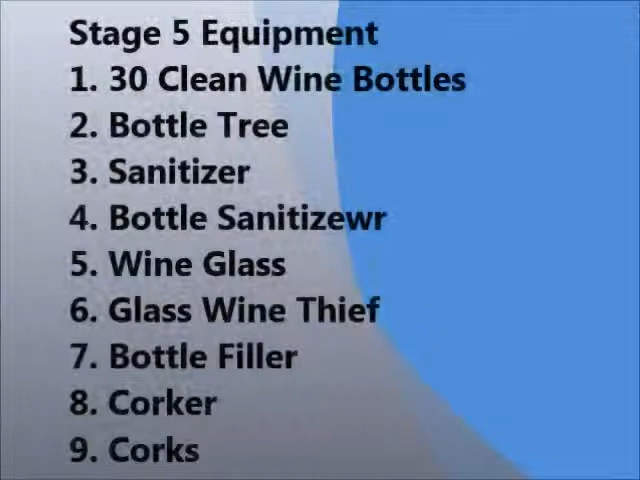 Stage 5 Equipment
1. 30 Clean Wine Bottles
2. Bottle Tree
3. Sanitizer
4. Bottle Sanitizewr
5. Wine Glass
6. Glass Wine Thief
7. Bottle Filler
8. Corker
9. Corks